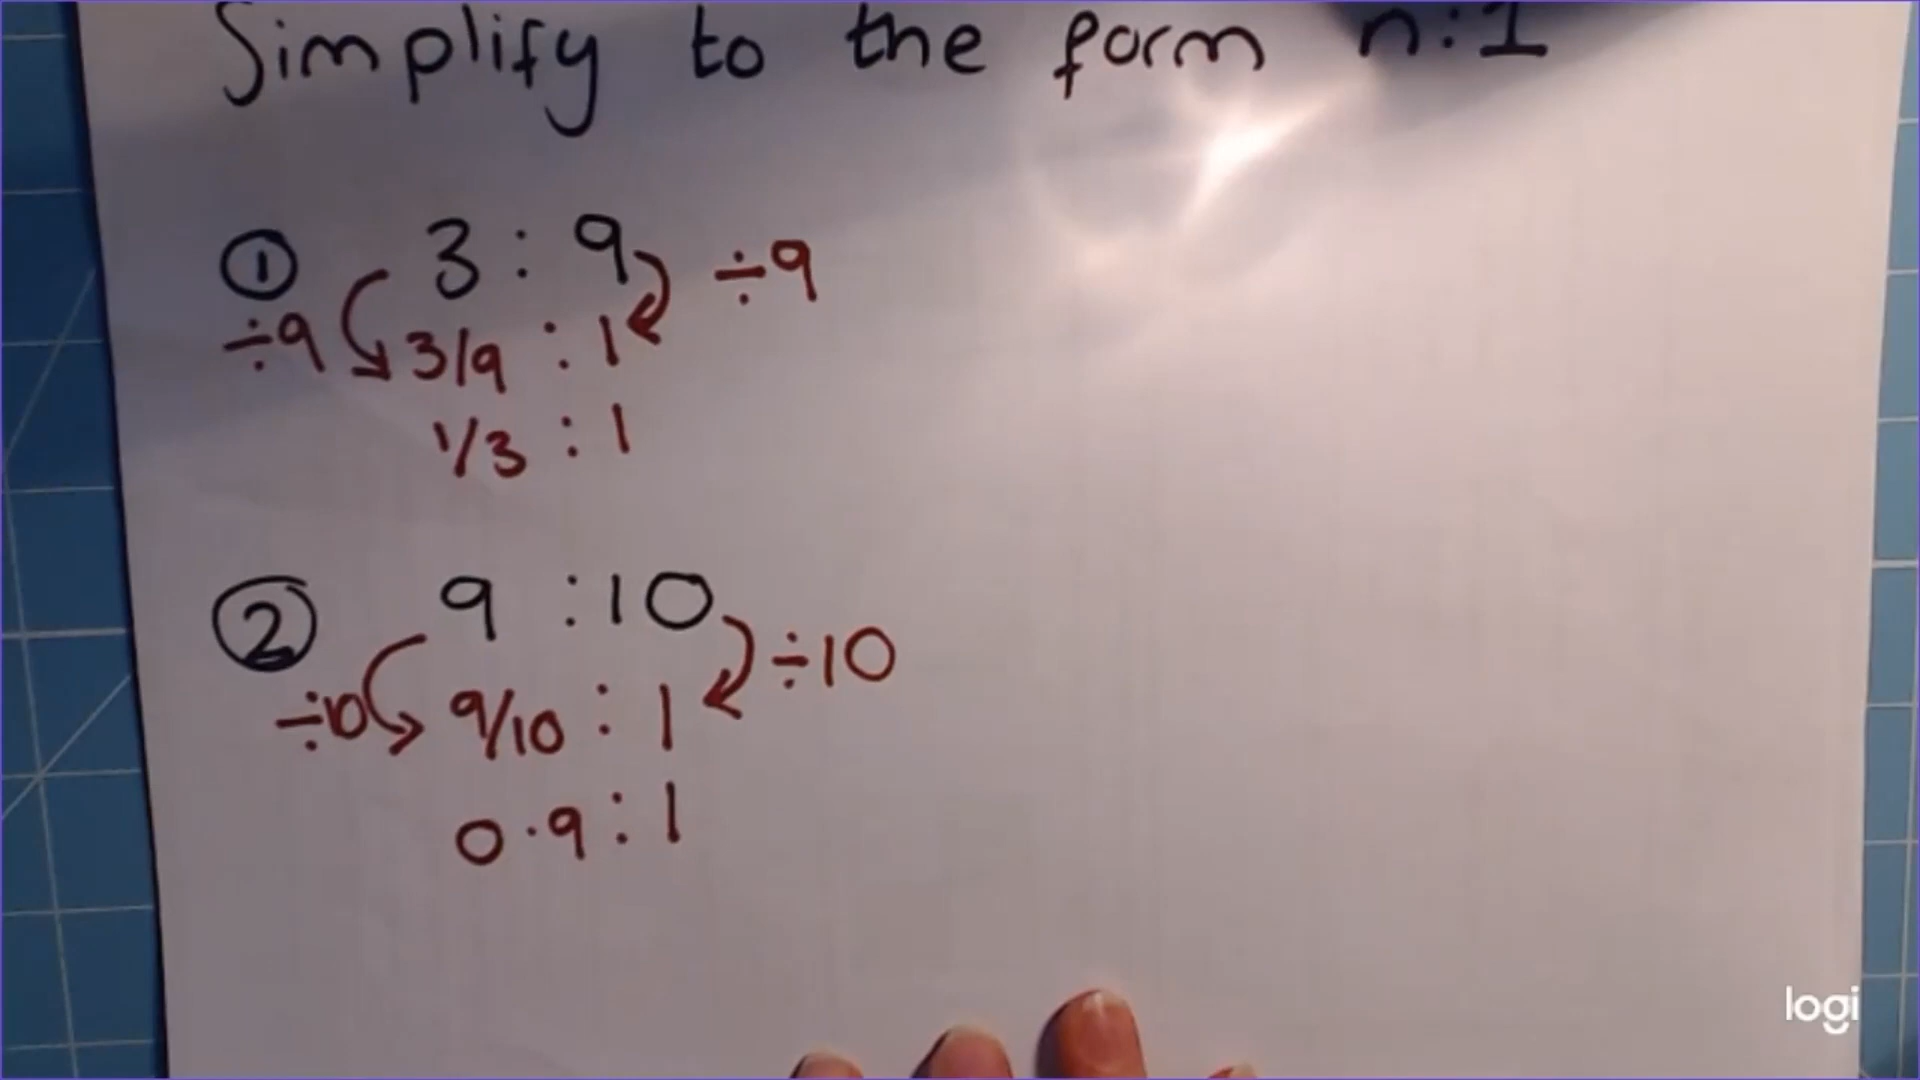 Simplify to the form n:1
① 3 : 9 ÷9
÷9 3/9 : 1
1/3 : 1
② 9 : 10 ÷10
÷10 9/10 : 1
0.9 : 1
logi